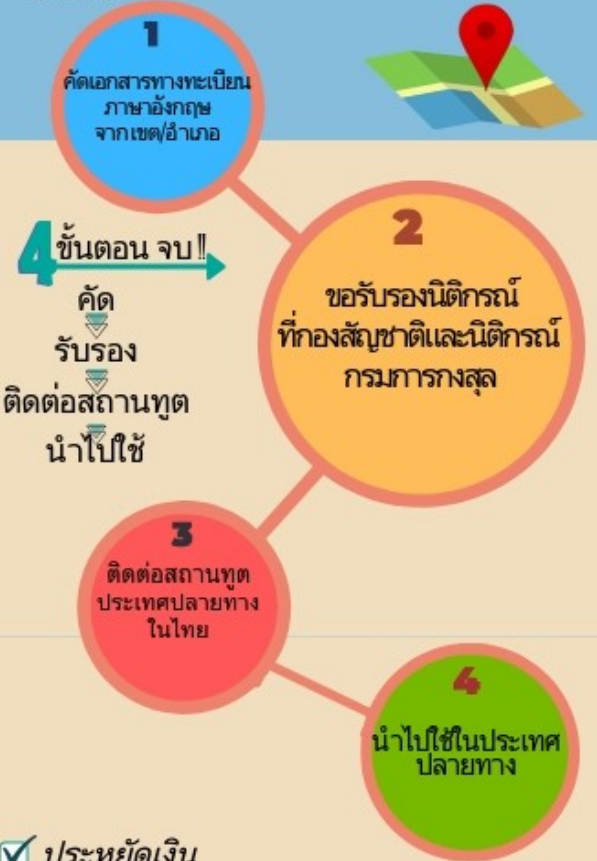 1
คัดเอกสารทางทะเบียน
ภาษาอังกฤษ
จากเขต/อำเภอ
4 ขั้นตอน จบ!!
คัด
รับรอง
ติดต่อสถานทูต
นำไปใช้
2
ขอรับรองนิติกรณ์
ที่กองสัญชาติและนิติกรณ์
กรมการกงสุล
3
ติดต่อสถานทูต
ประเทศปลายทาง
ในไทย
4
นำไปใช้ในประเทศ
ปลายทาง
ประหยัดเงิน